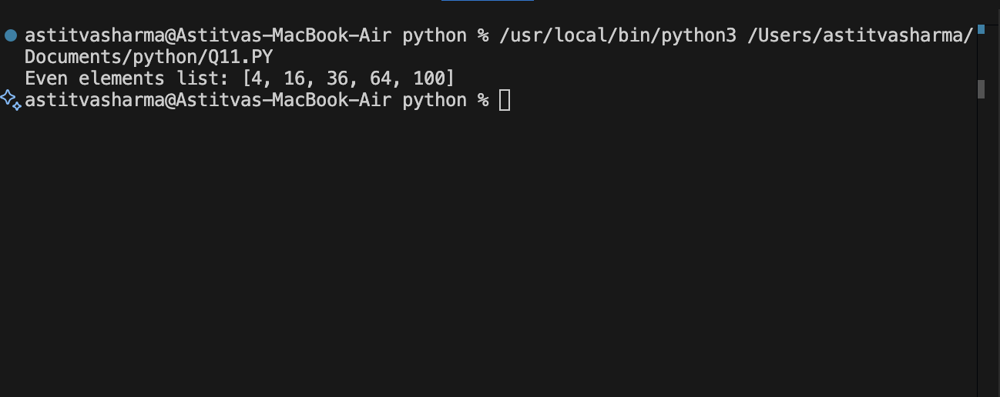 astitvasharma@Astitvas-MacBook-Air python % /usr/local/bin/python3 /Users/astitvasharma/
Documents/python/Q11.PY
Even elements list: [4, 16, 36, 64, 100]
astitvasharma@Astitvas-MacBook-Air python %